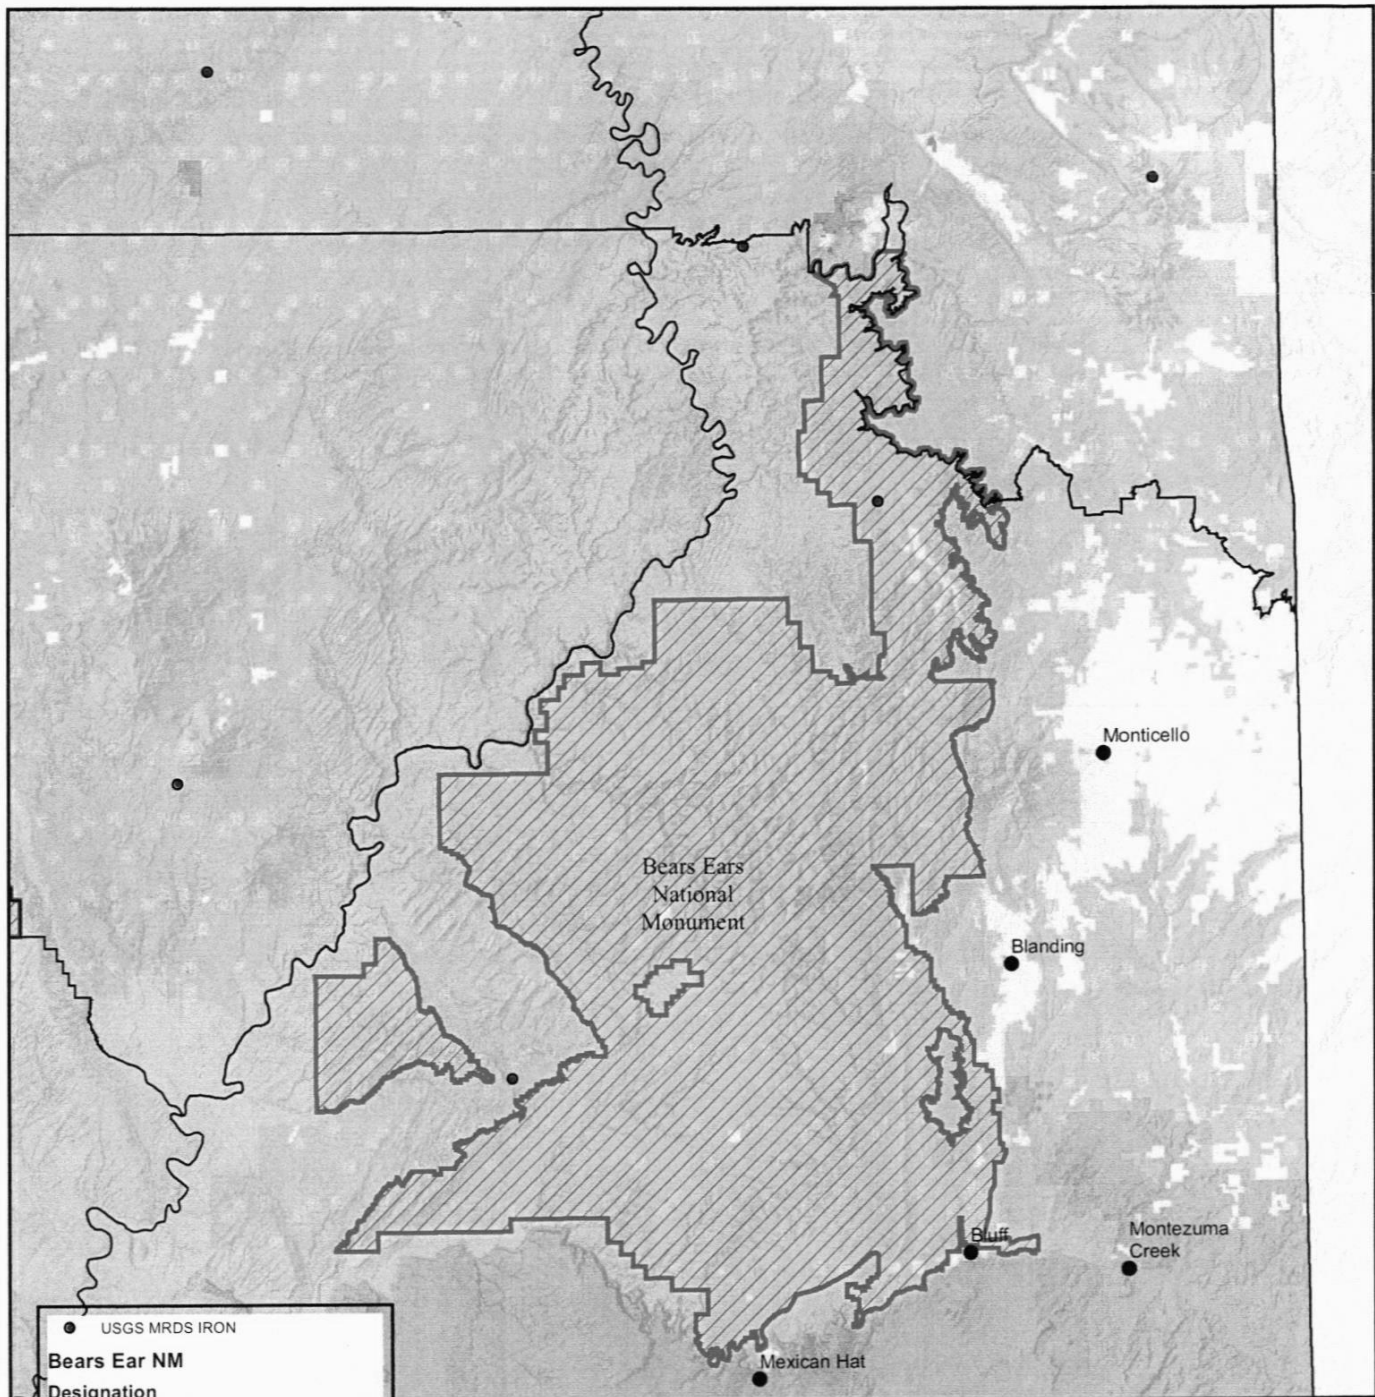 Monticello
Bears Ears
National
Monument
Blanding
Bluff
Montezuma
Creek
USGS MRDS IRON
Bears Ear NM
Designation
Mexican Hat